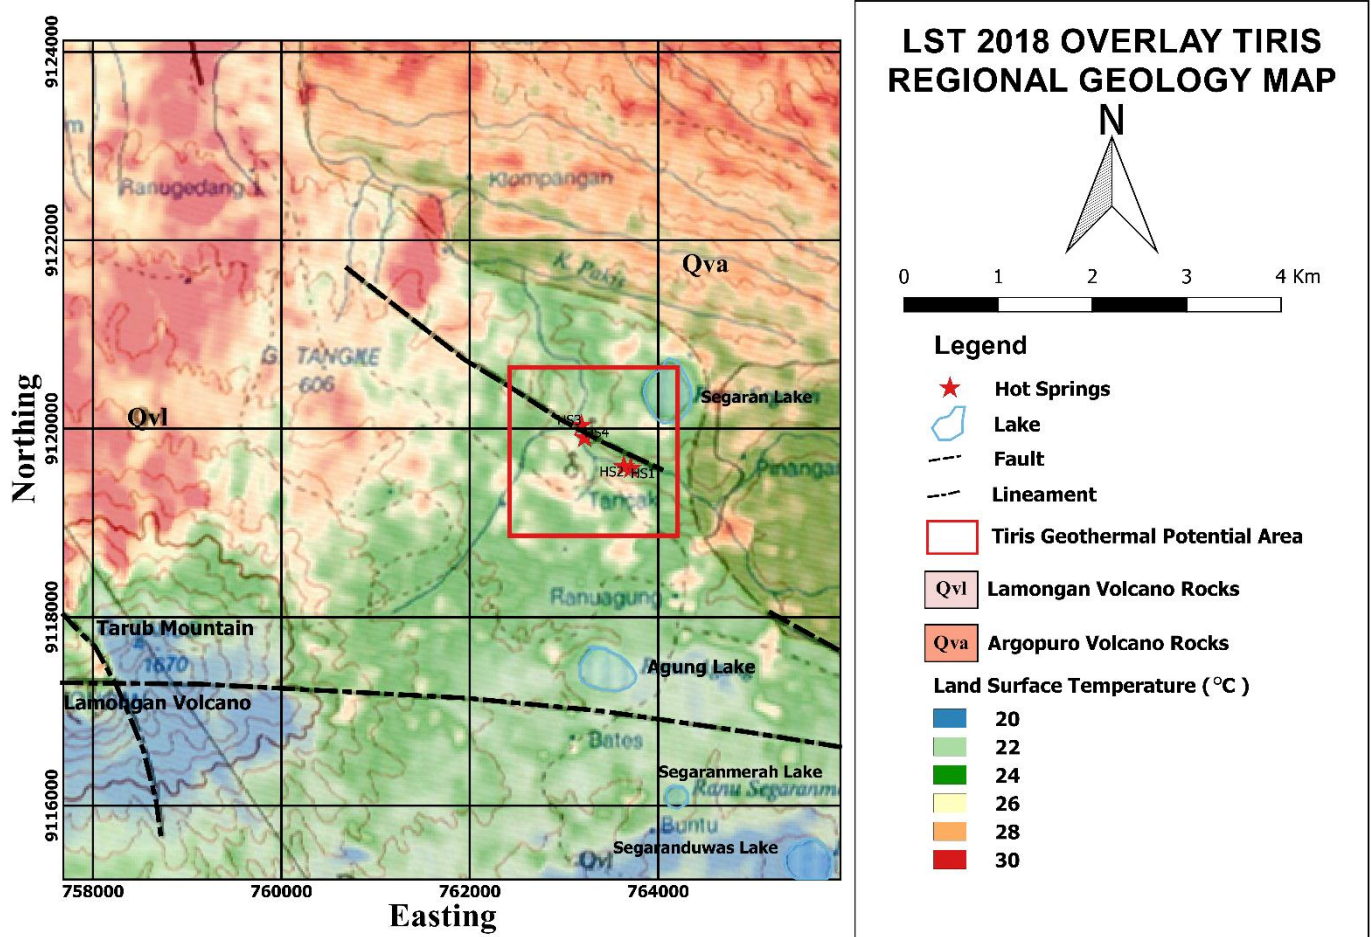 9124000
9122000
9120000
9118000
9116000
Northing
m
Ranugedang
Klompangan
K. Pakis
Qva
G. TANGKE
606
Qvl
Segaran Lake
HS3
HS4
HS2
HS1
Pinangan
Tancak
Ranuagung
Tarub Mountain
1670
Agung Lake
Lamongan Volcano
Bates
Segaranmerah Lake
Ranu Segaranm
Buntu
Segaranduwas Lake
Qvl
758000
760000
762000
764000
Easting
LST 2018 OVERLAY TIRIS
REGIONAL GEOLOGY MAP
N
0 1 2 3 4 Km
Legend
Hot Springs
Lake
Fault
Lineament
Tiris Geothermal Potential Area
Qvl Lamongan Volcano Rocks
Qva Argopuro Volcano Rocks
Land Surface Temperature (°C )
20
22
24
26
28
30